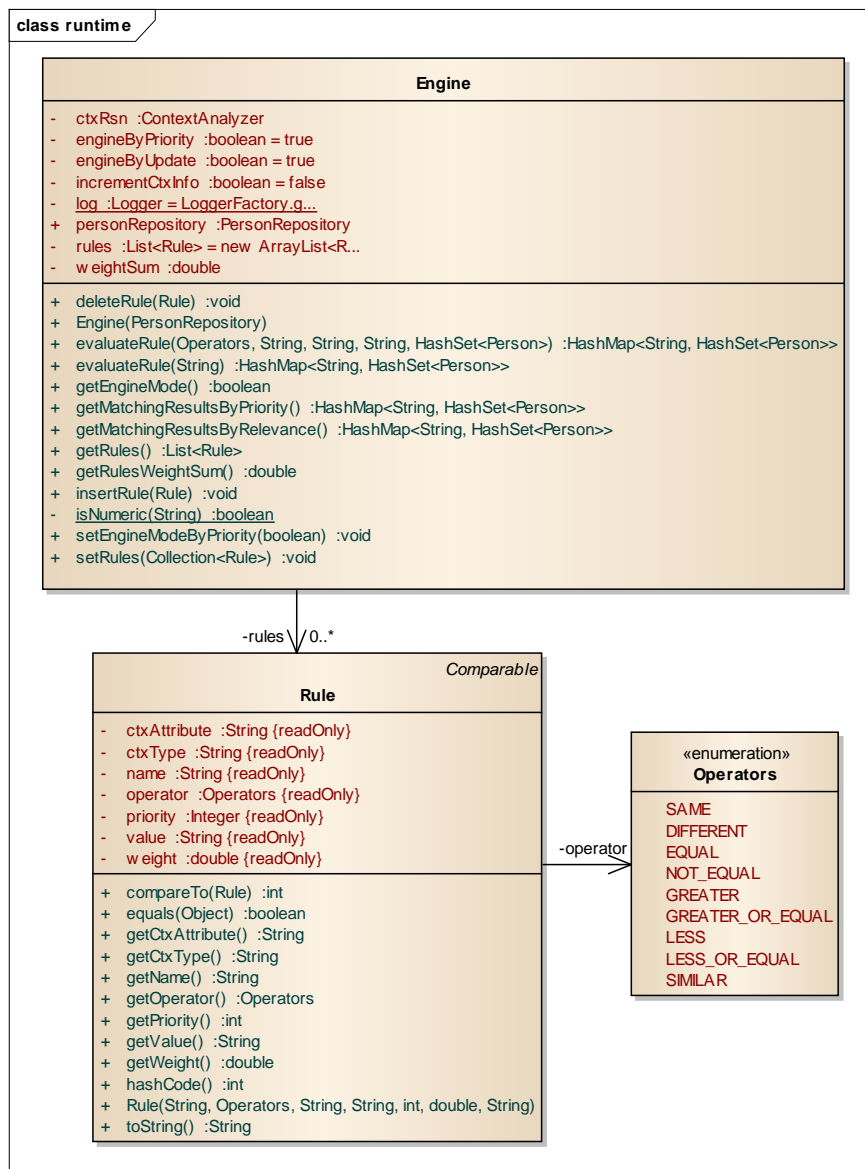 class runtime
Engine
- ctxRsn :ContextAnalyzer
- engineByPriority :boolean = true
- engineByUpdate :boolean = true
- incrementCtxInfo :boolean = false
- log :Logger = LoggerFactory.g...
+ personRepository :PersonRepository
- rules :List<Rule> = new ArrayList<R...
- weightSum :double
+ deleteRule(Rule) :void
+ Engine(PersonRepository)
+ evaluateRule(Operators, String, String, String, HashSet<Person>) :HashMap<String, HashSet<Person>>
+ evaluateRule(String) :HashMap<String, HashSet<Person>>
+ getEngineMode() :boolean
+ getMatchingResultsByPriority() :HashMap<String, HashSet<Person>>
+ getMatchingResultsByRelevance() :HashMap<String, HashSet<Person>>
+ getRules() :List<Rule>
+ getRulesWeightSum() :double
+ insertRule(Rule) :void
- isNumeric(String) :boolean
+ setEngineModeByPriority(boolean) :void
+ setRules(Collection<Rule>) :void
-rules 0..*
Comparable
Rule
- ctxAttribute :String {readOnly}
- ctxType :String {readOnly}
- name :String {readOnly}
- operator :Operators {readOnly}
- priority :Integer {readOnly}
- value :String {readOnly}
- weight :double {readOnly}
+ compareTo(Rule) :int
+ equals(Object) :boolean
+ getCtxAttribute() :String
+ getCtxType() :String
+ getName() :String
+ getOperator() :Operators
+ getPriority() :int
+ getValue() :String
+ getWeight() :double
+ hashCode() :int
+ Rule(String, Operators, String, String, int, double, String)
+ toString() :String
-operator
«enumeration»
Operators
SAME
DIFFERENT
EQUAL
NOT_EQUAL
GREATER
GREATER_OR_EQUAL
LESS
LESS_OR_EQUAL
SIMILAR